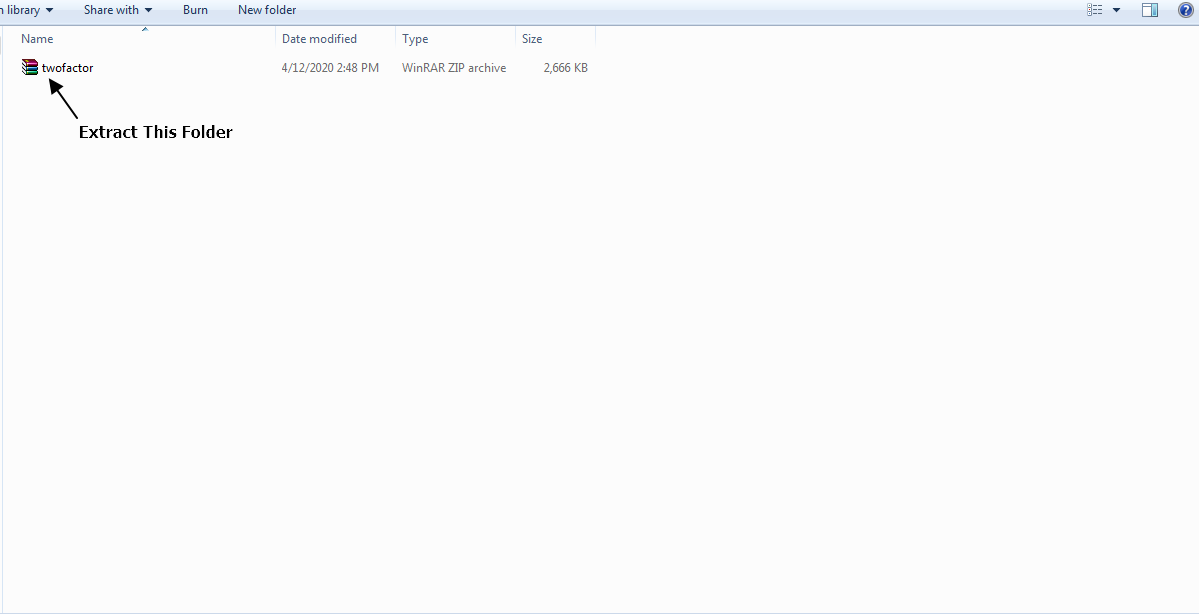 library Share with Burn New folder
Name Date modified Type Size
twofactor 4/12/2020 2:48 PM WinRAR ZIP archive 2,666 KB
Extract This Folder